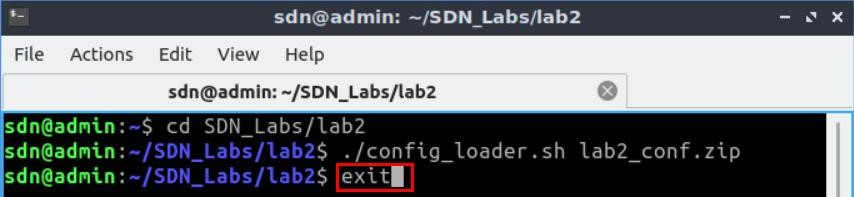 sdn@admin: ~/SDN_Labs/lab2
File Actions Edit View Help
sdn@admin: ~/SDN_Labs/lab2
sdn@admin:~$ cd SDN_Labs/lab2
sdn@admin:~/SDN_Labs/lab2$ ./config_loader.sh lab2_conf.zip
sdn@admin:~/SDN_Labs/lab2$ exit